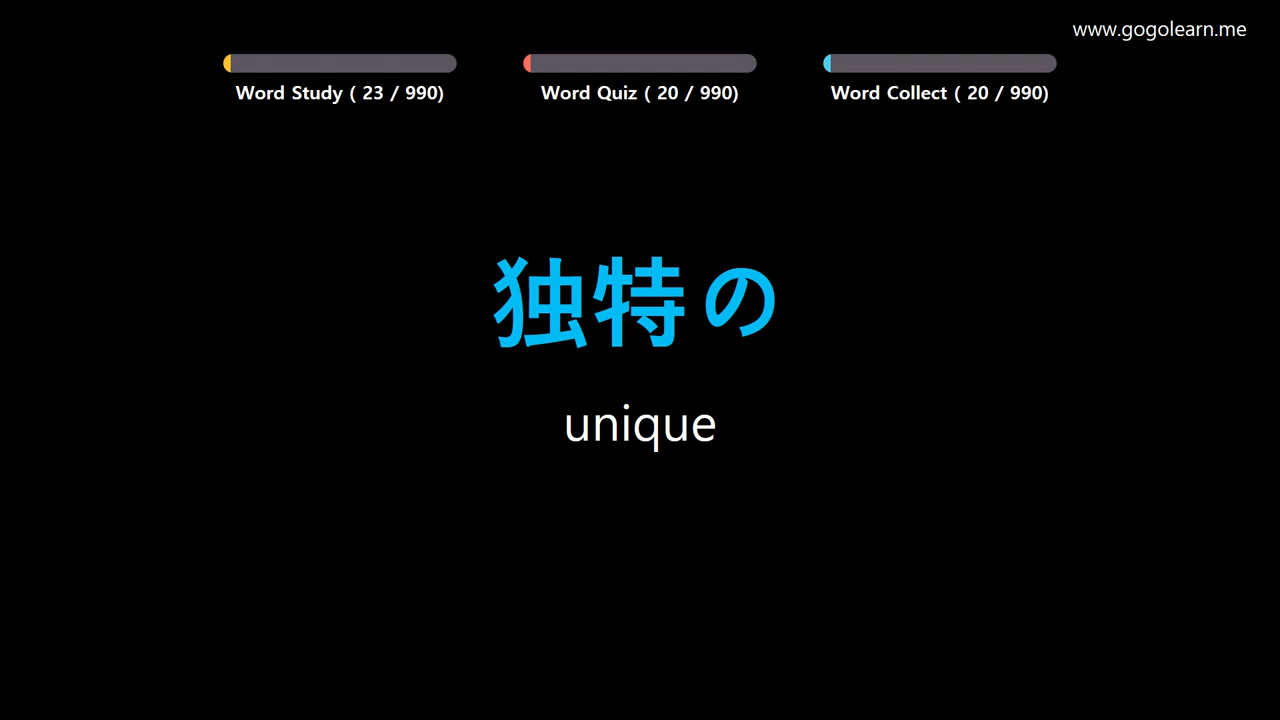 www.gogolearn.me
Word Study ( 23 / 990)
Word Quiz ( 20 / 990)
Word Collect ( 20 / 990)
独特の
unique